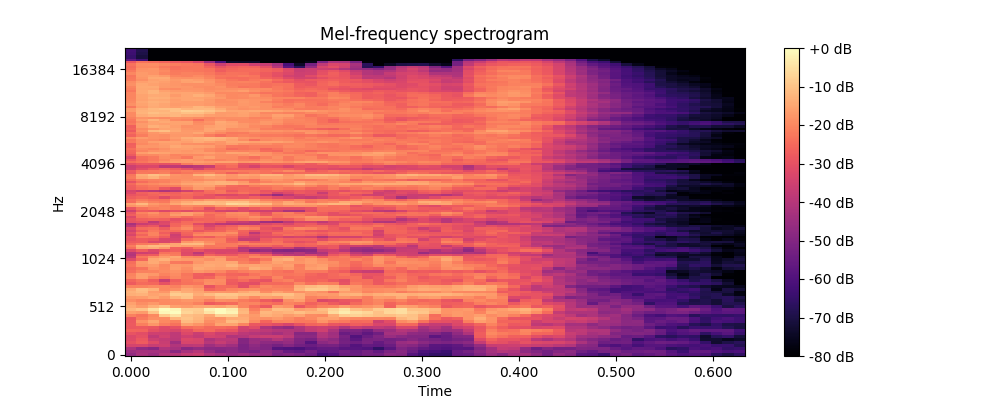 Mel-frequency spectrogram
Hz
16384
8192
4096
2048
1024
512
0
0.000 0.100 0.200 0.300 0.400 0.500 0.600
Time
+0 dB
-10 dB
-20 dB
-30 dB
-40 dB
-50 dB
-60 dB
-70 dB
-80 dB